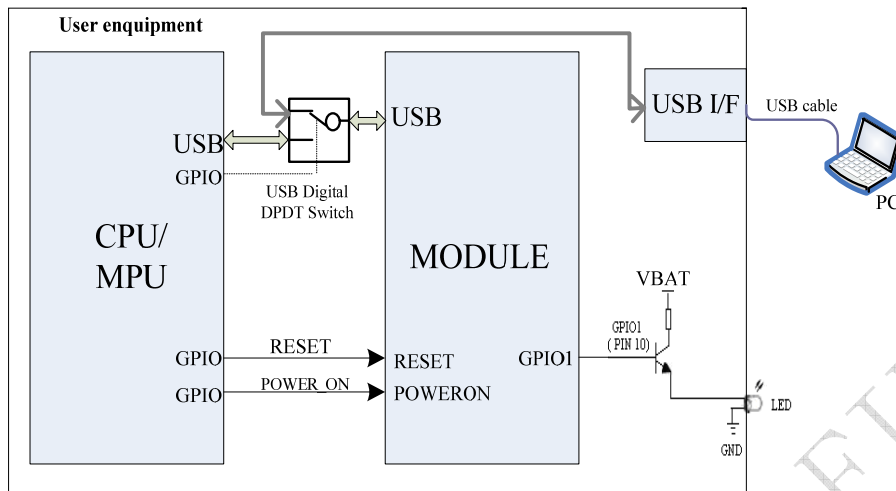 User enquipment
USB
GPIO
CPU/
MPU
GPIO
GPIO
USB Digital
DPDT Switch
RESET
POWER_ON
USB
MODULE
RESET
POWERON
GPIO1
USB I/F
USB cable
PC
VBAT
GPIO1
( PIN 10)
LED
GND